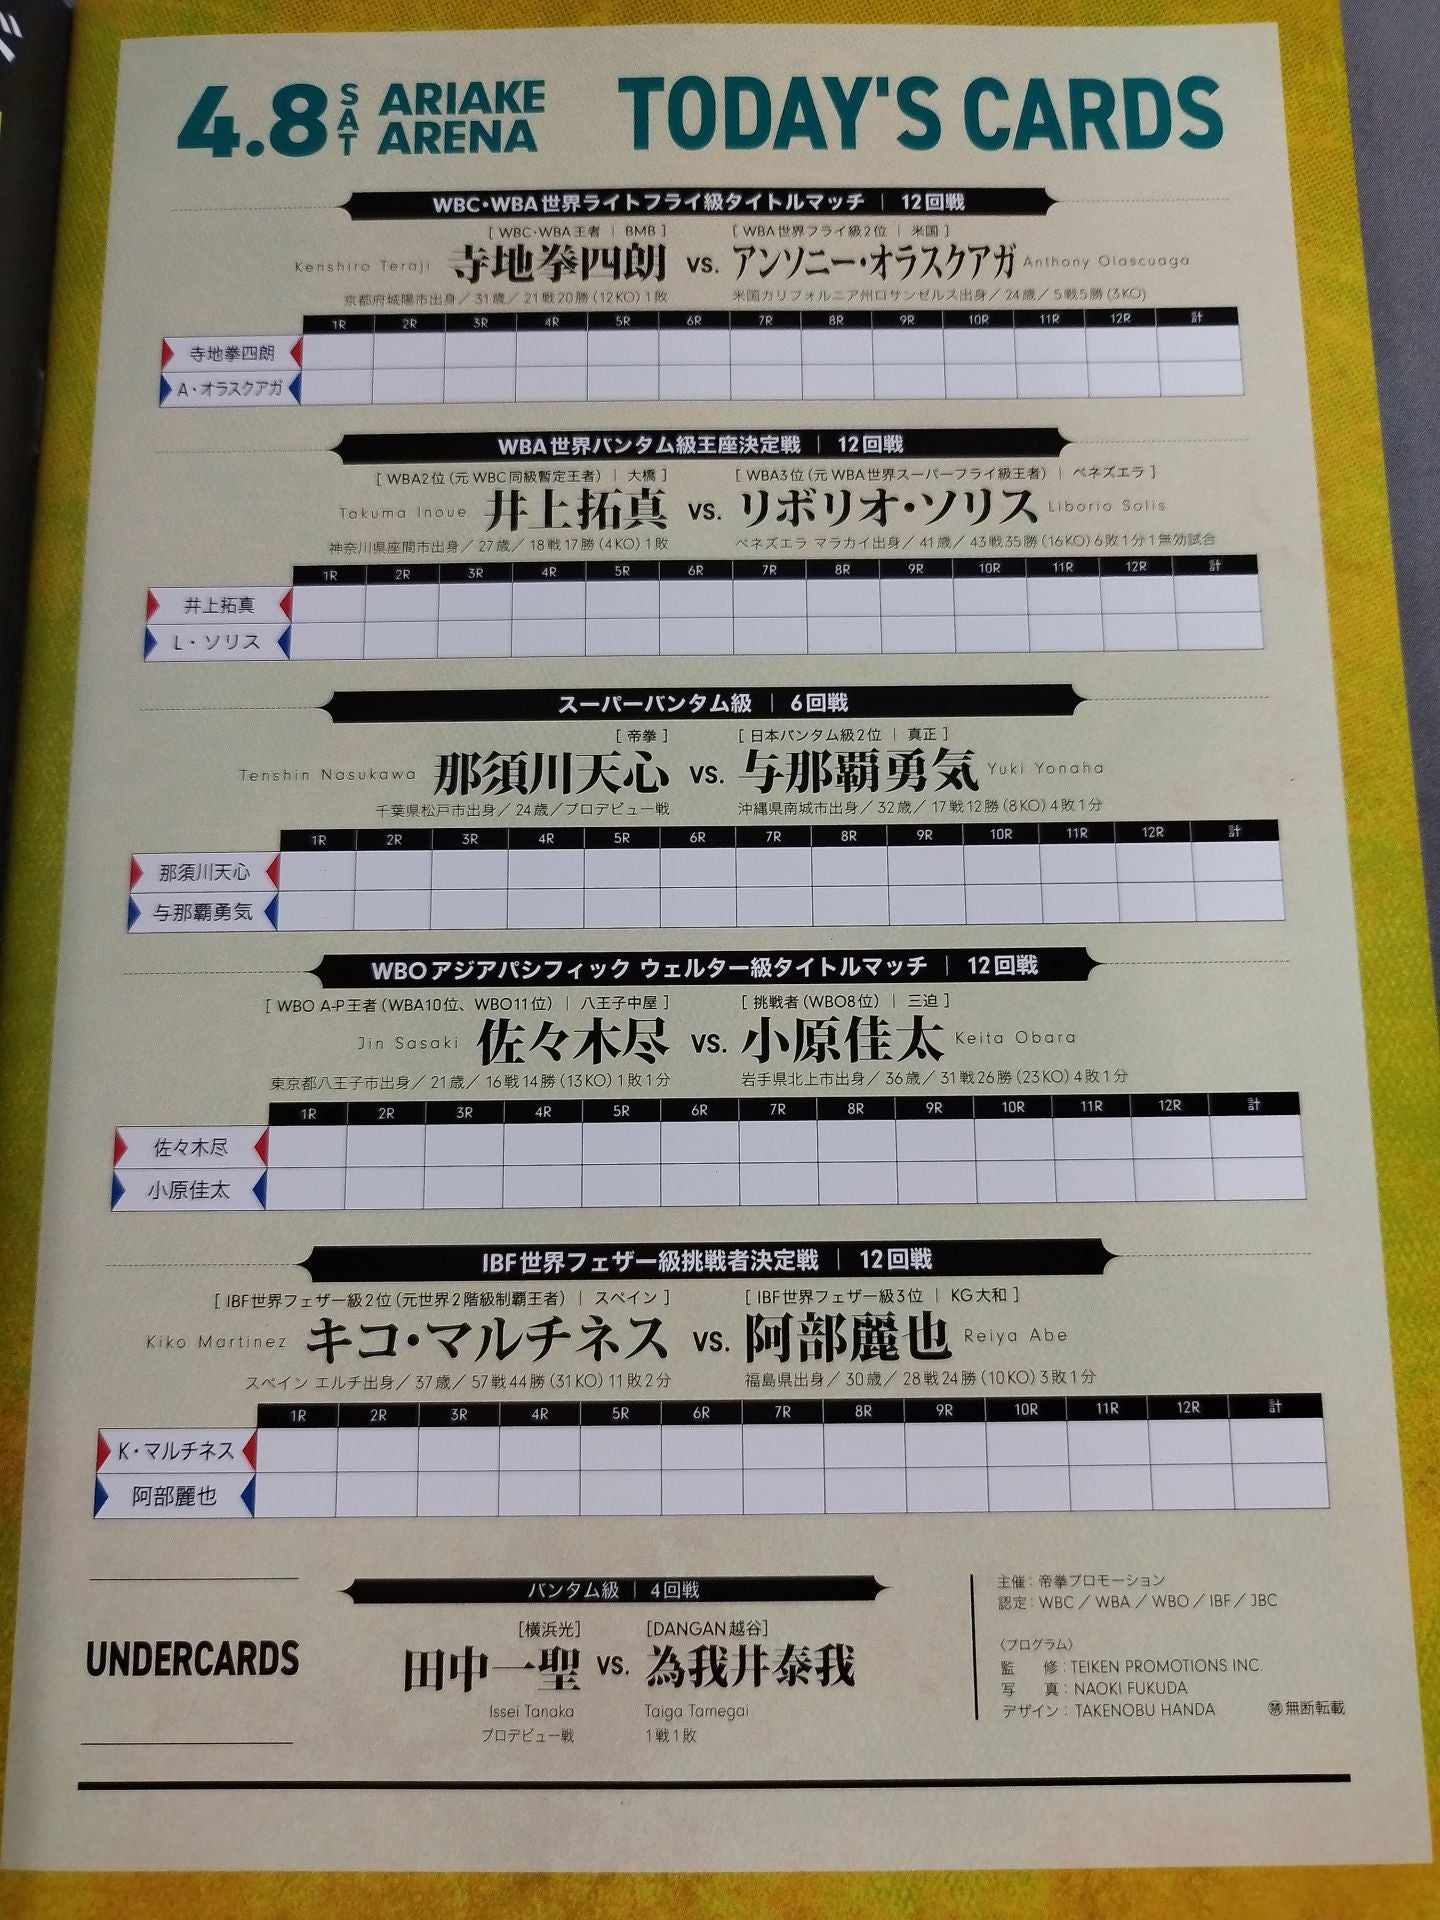 4.8 SAT ARIAKE ARENA TODAY'S CARDS
WBC・WBA世界ライトフライ級タイトルマッチ | 12回戦
[ WBC・WBA王者 | BMB ] [ WBA世界フライ級2位 | 米国 ]
Kenshiro Teraji 寺地拳四朗 vs. アンソニー・オラスクアガ Anthony Olascuaga
京都府城陽市出身/31歳/21戦20勝(12KO)1敗 米国カリフォルニア州ロサンゼルス出身/24歳/5戦5勝(3KO)
1R 2R 3R 4R 5R 6R 7R 8R 9R 10R 11R 12R 計
寺地拳四朗
A・オラスクアガ
WBA世界バンタム級王座決定戦 | 12回戦
[ WBA2位(元WBC同級暫定王者) | 大橋 ] [ WBA3位(元WBA世界スーパーフライ級王者) | ベネズエラ ]
Takuma Inoue 井上拓真 vs. リボリオ・ソリス Liborio Solis
神奈川県座間市出身/27歳/18戦17勝(4KO)1敗 ベネズエラ マラカイ出身/41歳/43戦35勝(16KO)6敗1分1無効試合
1R 2R 3R 4R 5R 6R 7R 8R 9R 10R 11R 12R 計
井上拓真
L・ソリス
スーパーバンタム級 | 6回戦
[ 帝拳 ] [ 日本バンタム級2位 | 真正 ]
Tenshin Nasukawa 那須川天心 vs. 与那覇勇気 Yuki Yonaha
千葉県松戸市出身/24歳/プロデビュー戦 沖縄県南城市出身/32歳/17戦12勝(8KO)4敗1分
1R 2R 3R 4R 5R 6R 7R 8R 9R 10R 11R 12R 計
那須川天心
与那覇勇気
WBOアジアパシフィック ウェルター級タイトルマッチ | 12回戦
[ WBO A-P王者(WBA10位、WBO11位) | 八王子中屋 ] [ 挑戦者(WBO8位) | 三迫 ]
Jin Sasaki 佐々木尽 vs. 小原佳太 Keita Obara
東京都八王子市出身/21歳/16戦14勝(13KO)1敗1分 岩手県北上市出身/36歳/31戦26勝(23KO)4敗1分
1R 2R 3R 4R 5R 6R 7R 8R 9R 10R 11R 12R 計
佐々木尽
小原佳太
IBF世界フェザー級挑戦者決定戦 | 12回戦
[ IBF世界フェザー級2位(元世界2階級制覇王者) | スペイン ] [ IBF世界フェザー級3位 | KG大和 ]
Kiko Martinez キコ・マルチネス vs. 阿部麗也 Reiya Abe
スペイン エルチ出身/37歳/57戦44勝(31KO)11敗2分 福島県出身/30歳/28戦24勝(10KO)3敗1分
1R 2R 3R 4R 5R 6R 7R 8R 9R 10R 11R 12R 計
K・マルチネス
阿部麗也
UNDERCARDS
バンタム級 | 4回戦
[横浜光] [DANGAN越谷]
田中一聖 vs. 為我井泰我
Issei Tanaka Taiga Tamegai
プロデビュー戦 1戦1敗
主催:帝拳プロモーション
認定:WBC/WBA/WBO/IBF/JBC
〈プログラム〉
監 修:TEIKEN PROMOTIONS INC.
写 真:NAOKI FUKUDA
デザイン:TAKENOBU HANDA ㊙無断転載